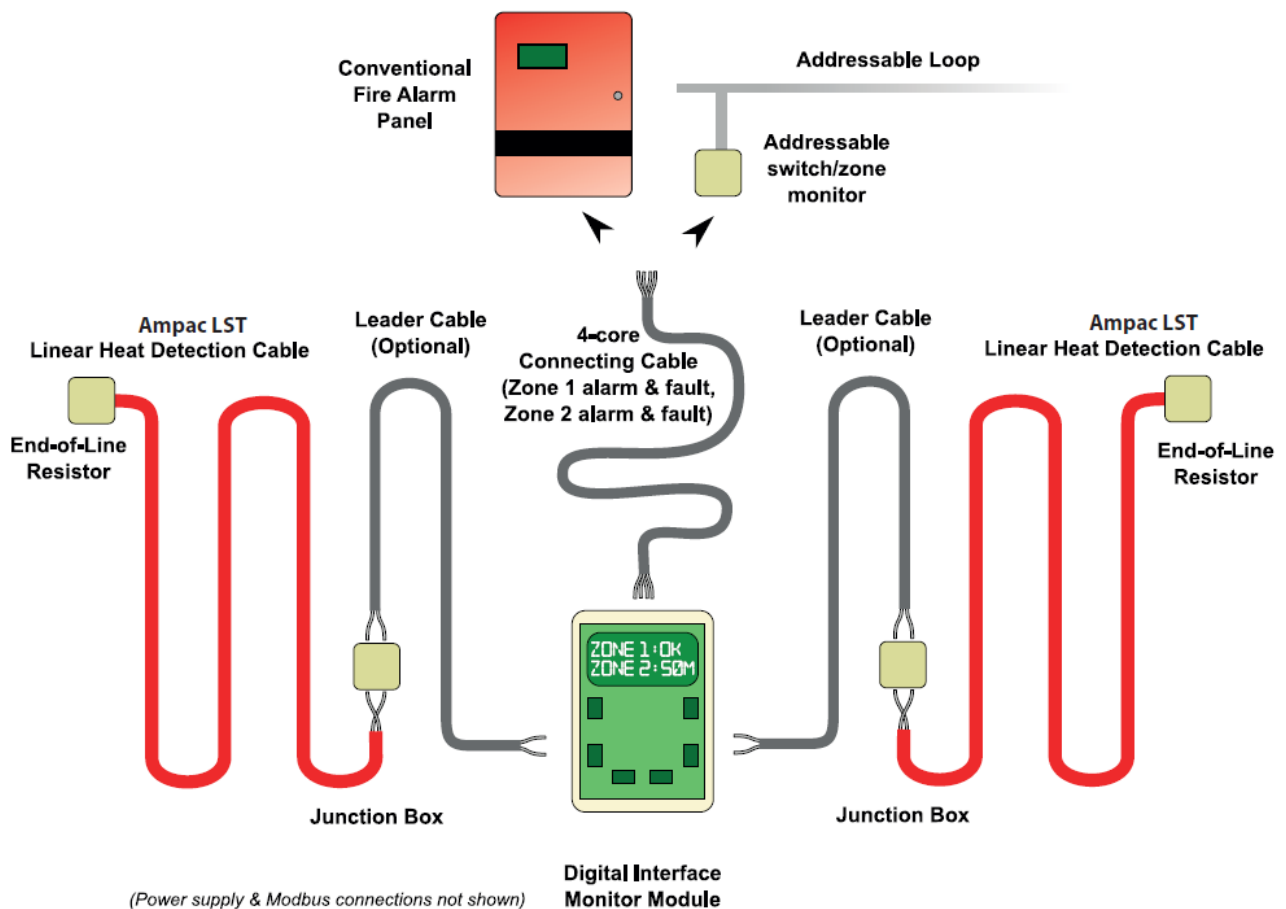 Conventional
Fire Alarm
Panel
Addressable Loop
Addressable
switch/zone
monitor
Ampac LST
Linear Heat Detection Cable
Leader Cable
(Optional)
4-core
Connecting Cable
(Zone 1 alarm & fault,
Zone 2 alarm & fault)
Leader Cable
(Optional)
Ampac LST
Linear Heat Detection Cable
End-of-Line
Resistor
End-of-Line
Resistor
ZONE 1:OK
ZONE 2:50M
Junction Box
Junction Box
Digital Interface
Monitor Module
(Power supply & Modbus connections not shown)